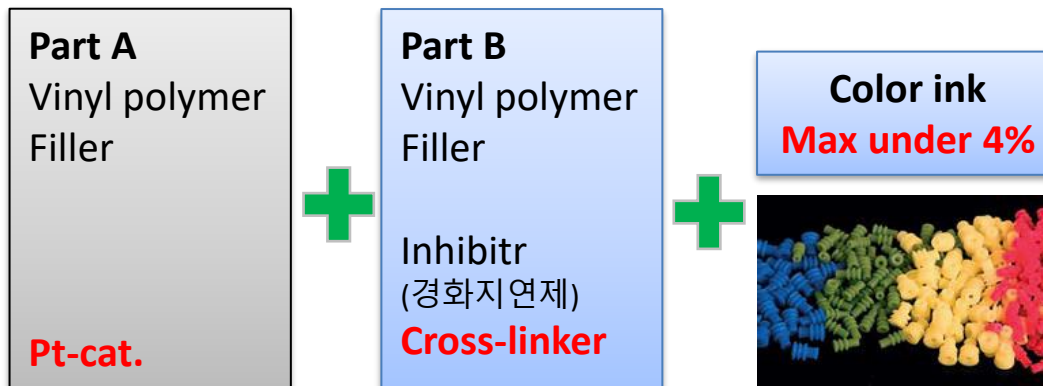 Part A
Vinyl polymer
Filler
Pt-cat.
Part B
Vinyl polymer
Filler
Inhibitr
(경화지연제)
Cross-linker
Color ink
Max under 4%